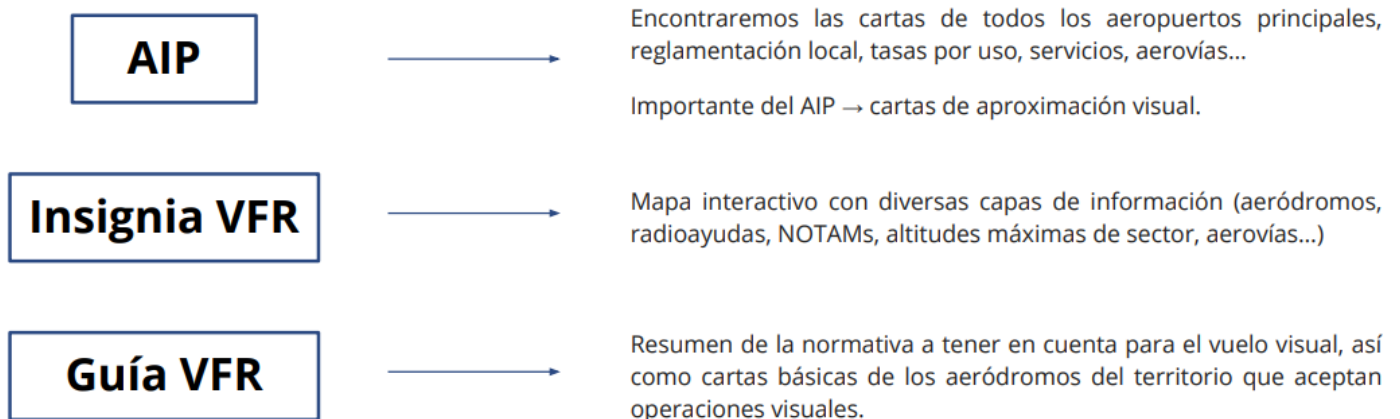 AIP
Encontraremos las cartas de todos los aeropuertos principales,
reglamentación local, tasas por uso, servicios, aerovías...
Importante del AIP → cartas de aproximación visual.
Insignia VFR
Mapa interactivo con diversas capas de información (aeródromos,
radioayudas, NOTAMs, altitudes máximas de sector, aerovías...)
Guía VFR
Resumen de la normativa a tener en cuenta para el vuelo visual, así
como cartas básicas de los aeródromos del territorio que aceptan
operaciones visuales.